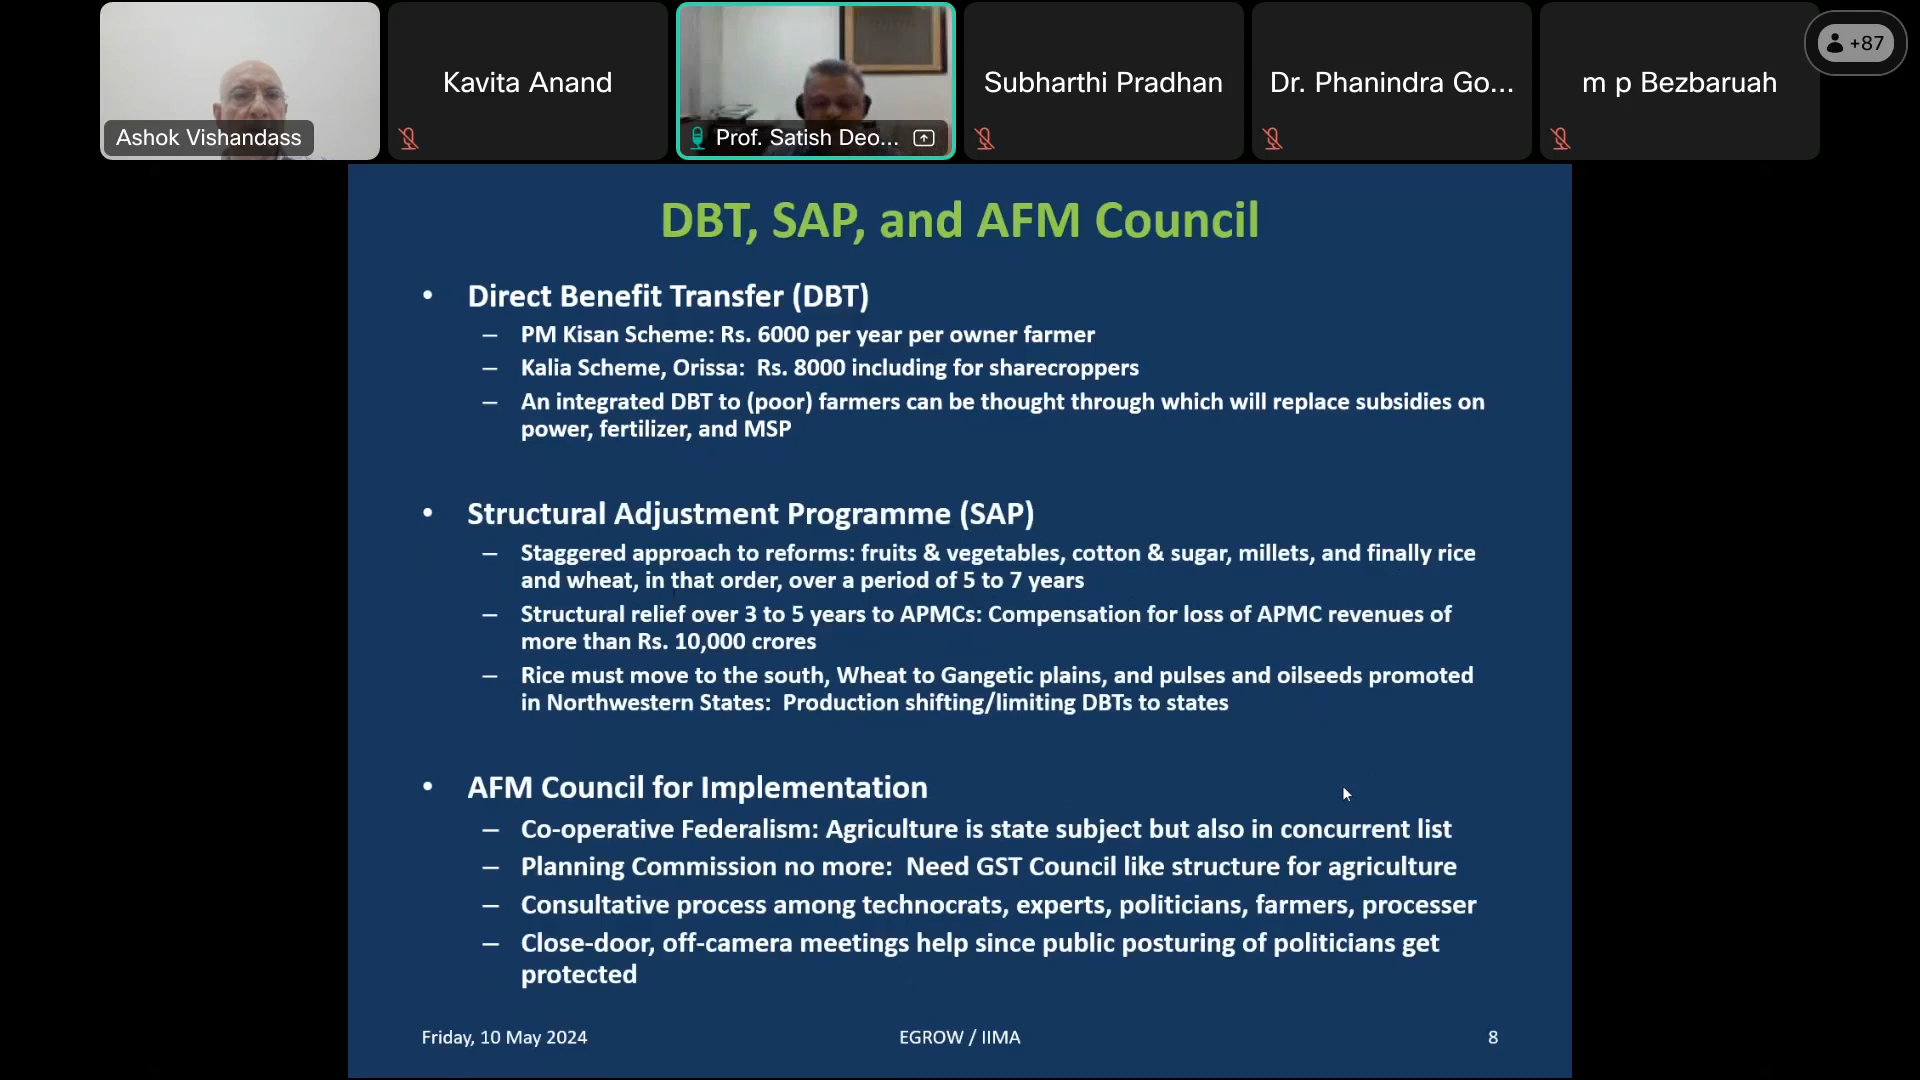 Ashok Vishandass
Kavita Anand
Prof. Satish Deo...
Subharthi Pradhan
Dr. Phanindra Go...
m p Bezbaruah
+87
DBT, SAP, and AFM Council
• Direct Benefit Transfer (DBT)
– PM Kisan Scheme: Rs. 6000 per year per owner farmer
– Kalia Scheme, Orissa:  Rs. 8000 including for sharecroppers
– An integrated DBT to (poor) farmers can be thought through which will replace subsidies on
power, fertilizer, and MSP
• Structural Adjustment Programme (SAP)
– Staggered approach to reforms: fruits & vegetables, cotton & sugar, millets, and finally rice
and wheat, in that order, over a period of 5 to 7 years
– Structural relief over 3 to 5 years to APMCs: Compensation for loss of APMC revenues of
more than Rs. 10,000 crores
– Rice must move to the south, Wheat to Gangetic plains, and pulses and oilseeds promoted
in Northwestern States:  Production shifting/limiting DBTs to states
• AFM Council for Implementation
– Co-operative Federalism: Agriculture is state subject but also in concurrent list
– Planning Commission no more:  Need GST Council like structure for agriculture
– Consultative process among technocrats, experts, politicians, farmers, processer
– Close-door, off-camera meetings help since public posturing of politicians get
protected
Friday, 10 May 2024
EGROW / IIMA
8